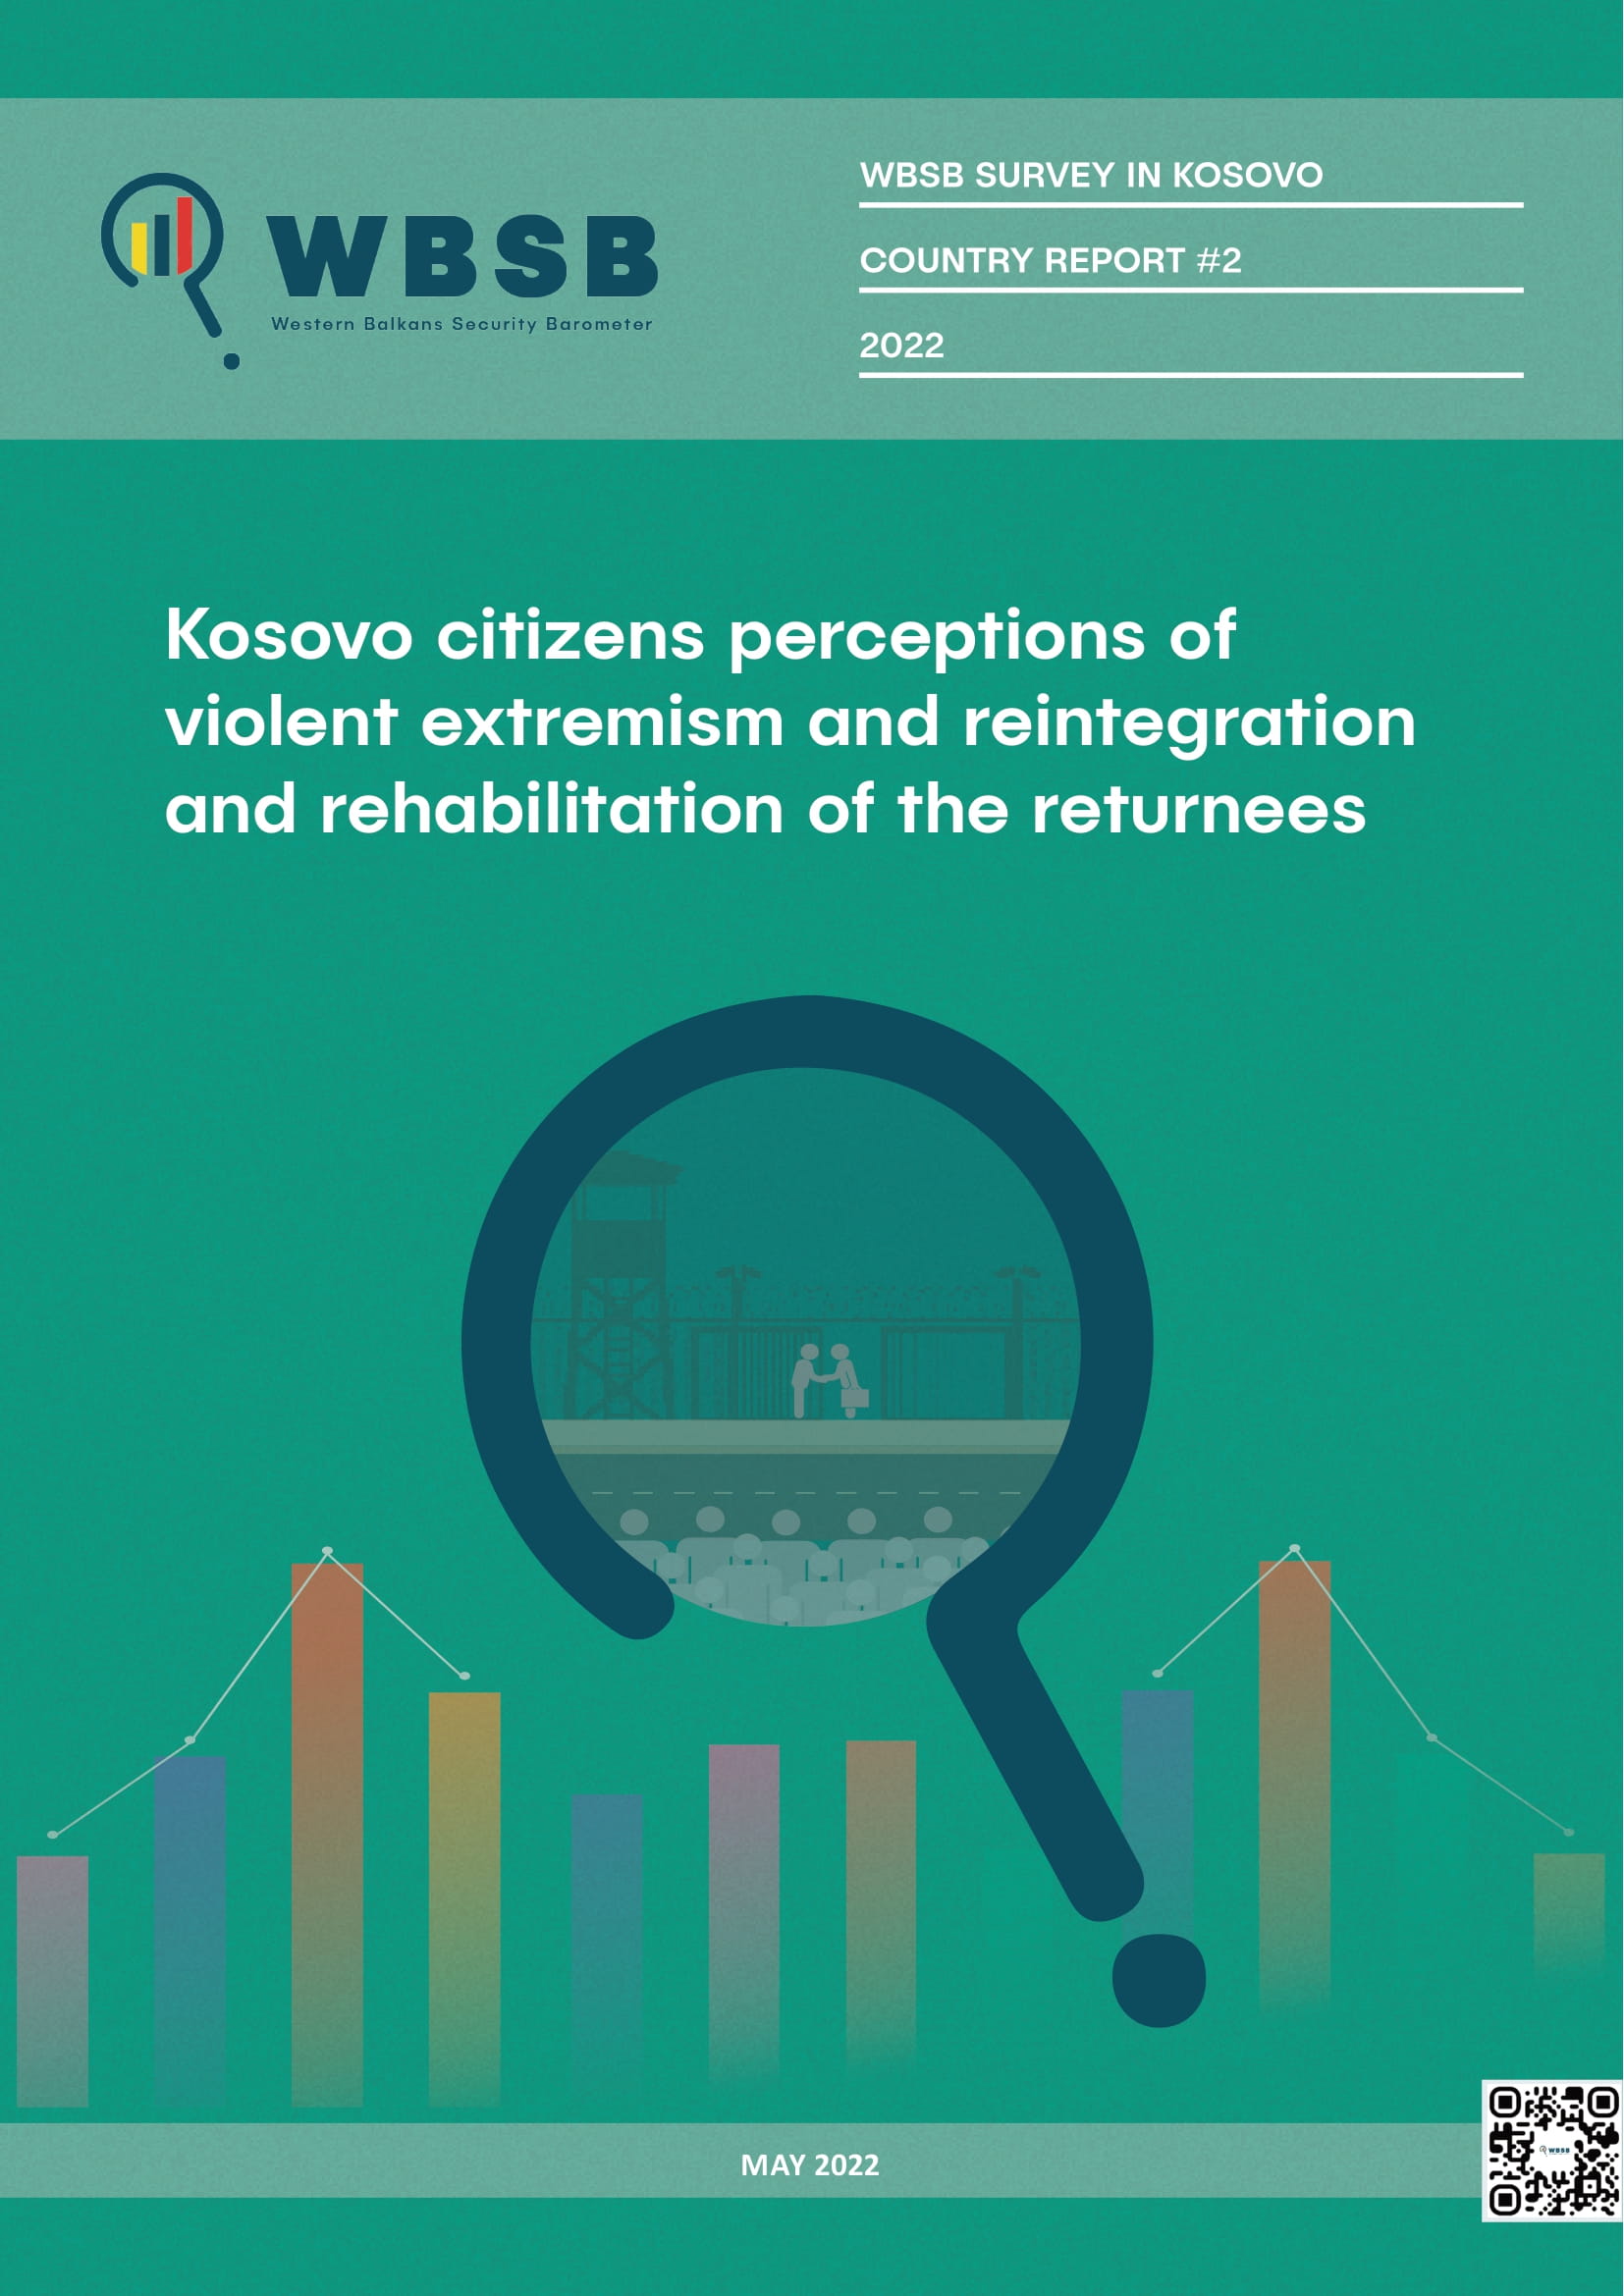 WBSB
Western Balkans Security Barometer
WBSB SURVEY IN KOSOVO
COUNTRY REPORT #2
2022
Kosovo citizens perceptions of
violent extremism and reintegration
and rehabilitation of the returnees
MAY 2022
WBSB